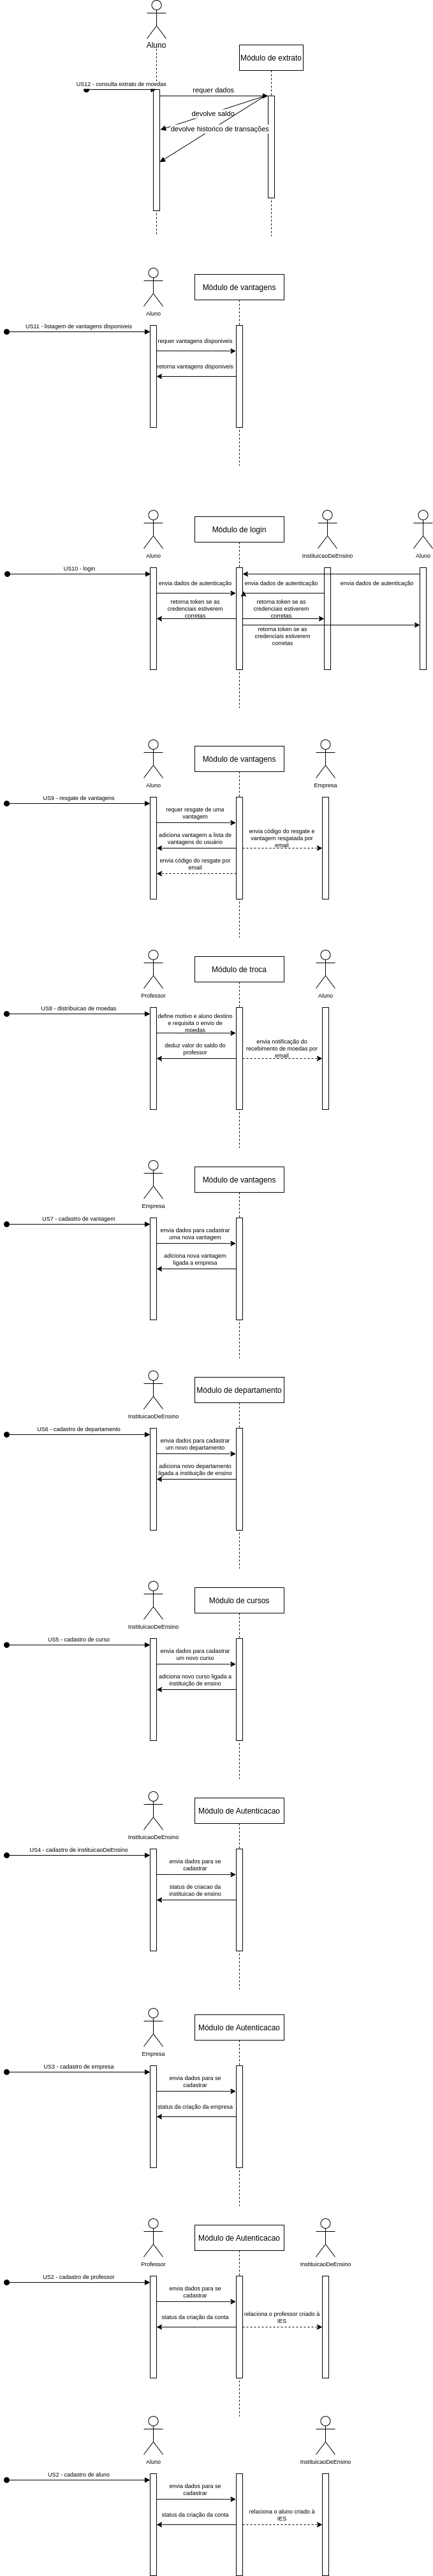 Aluno
Módulo de extrato
US12 - consulta extrato de moedas
requer dados
devolve saldo
devolve historico de transações
Aluno
Módulo de vantagens
US11 - listagem de vantagens disponiveis
requer vantagens disponiveis
retorna vantagens disponiveis
Aluno
Módulo de login
InstituicaoDeEnsino
Aluno
US10 - login
envia dados de autenticação
envia dados de autenticação
envia dados de autenticação
retorna token se as
credenciais estiverem
corretas
retorna token se as
credenciais estiverem
corretas
retorna token se as
credenciais estiverem
corretas
Aluno
Módulo de vantagens
Empresa
US9 - resgate de vantagens
requer resgate de uma
vantagem
adiciona vantagem a lista de
vantagens do usuário
envia código do resgate e
vantagem resgatada por
email
envia código do resgate por
email
Professor
Módulo de troca
Aluno
US8 - distribuicao de moedas
define motivo e aluno destino
e requisita o envio de
moedas
deduz valor do saldo do
professor
envia notificação do
recebimento de moedas por
email
Empresa
Módulo de vantagens
US7 - cadastro de vantagem
envia dados para cadastrar
uma nova vantagem
adiciona nova vantagem
ligada a empresa
InstituicaoDeEnsino
Módulo de departamento
US6 - cadastro de departamento
envia dados para cadastrar
um novo departamento
adiciona novo departamento
ligada a instituição de ensino
InstituicaoDeEnsino
Módulo de cursos
US5 - cadastro de curso
envia dados para cadastrar
um novo curso
adiciona novo curso ligada a
instituição de ensino
InstituicaoDeEnsino
Módulo de Autenticacao
US4 - cadastro de instituicaoDeEnsino
envia dados para se
cadastrar
status de criacao da
instituicao de ensino
Empresa
Módulo de Autenticacao
US3 - cadastro de empresa
envia dados para se
cadastrar
status da criação da empresa
Professor
Módulo de Autenticacao
InstituicaoDeEnsino
US2 - cadastro de professor
envia dados para se
cadastrar
status da criação da conta
relaciona o professor criado à
IES
Aluno
InstituicaoDeEnsino
US2 - cadastro de aluno
envia dados para se
cadastrar
status da criação da conta
relaciona o aluno criado à
IES